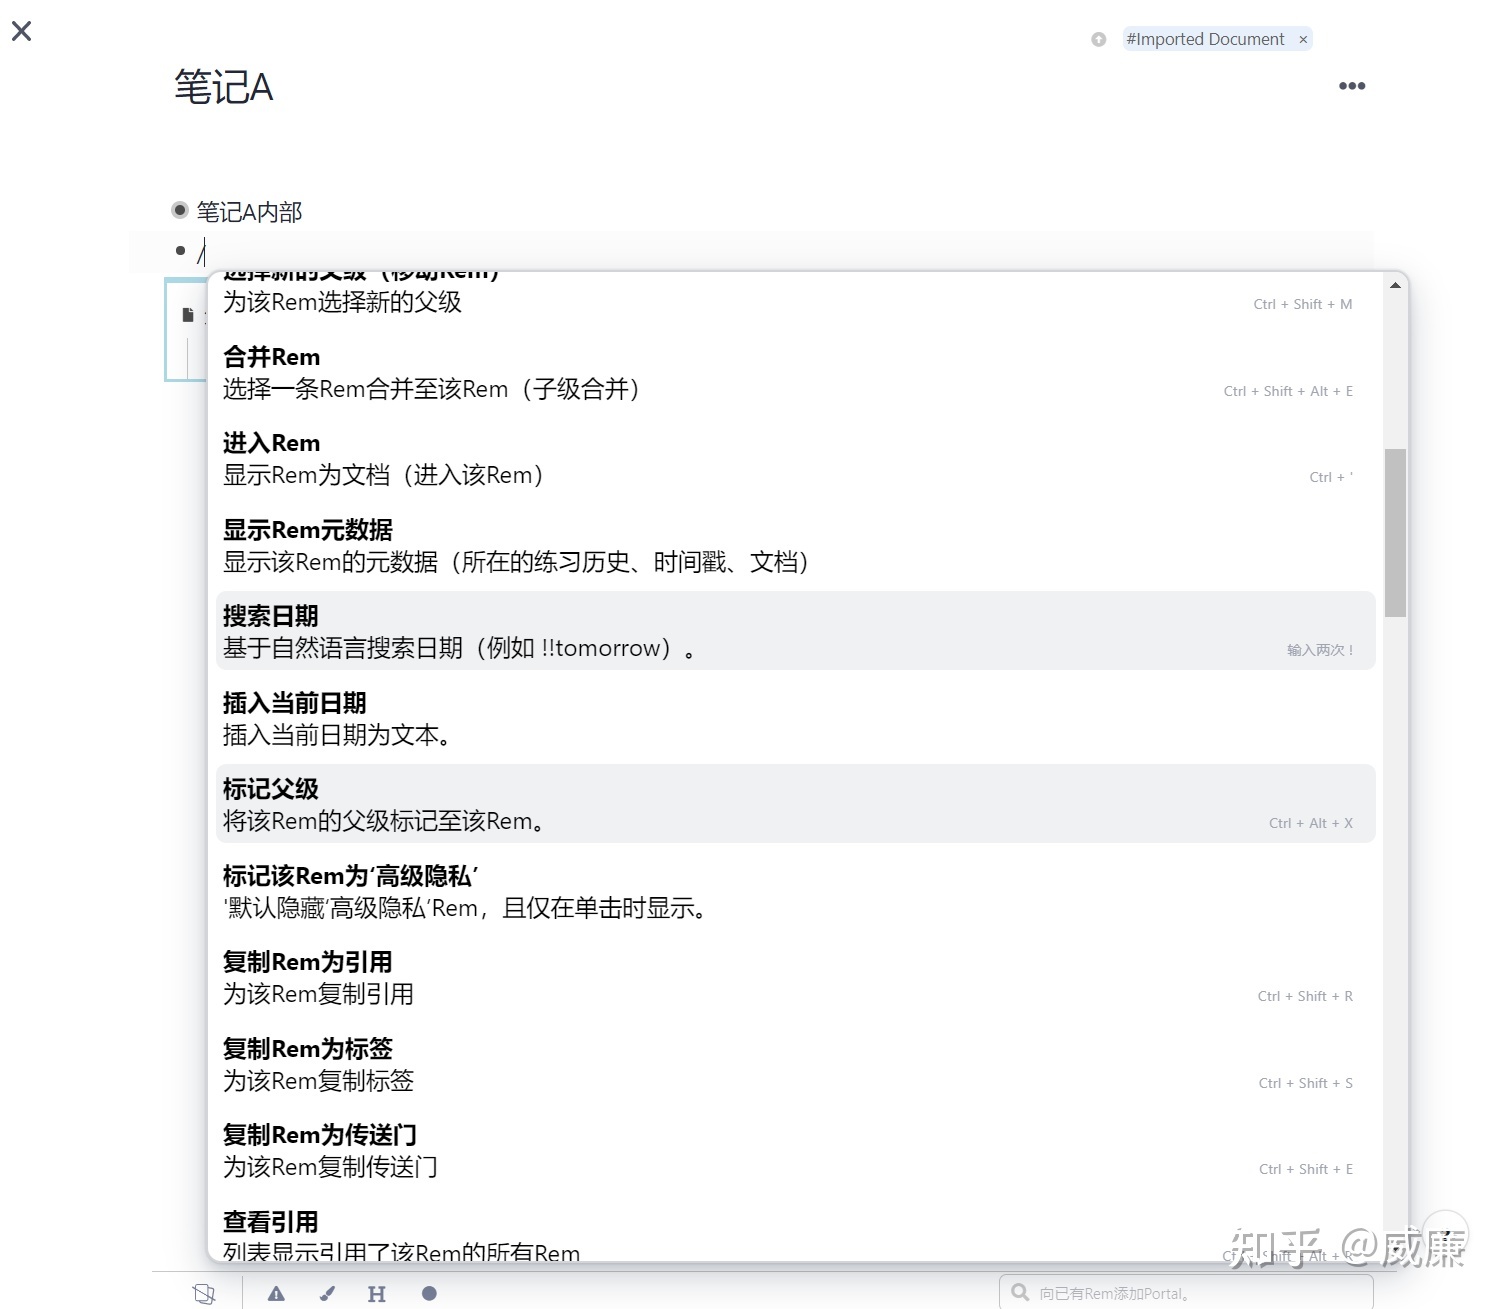 #Imported Document ×
笔记A
笔记A内部
/
选择新的父级（移动Rem）
为该Rem选择新的父级
Ctrl + Shift + M
合并Rem
选择一条Rem合并至该Rem（子级合并）
Ctrl + Shift + Alt + E
进入Rem
显示Rem为文档（进入该Rem）
Ctrl + '
显示Rem元数据
显示该Rem的元数据（所在的练习历史、时间戳、文档）
搜索日期
基于自然语言搜索日期（例如 !!tomorrow）。
输入两次！
插入当前日期
插入当前日期为文本。
标记父级
将该Rem的父级标记至该Rem。
Ctrl + Alt + X
标记该Rem为‘高级隐私’
'默认隐藏‘高级隐私’Rem，且仅在单击时显示。
复制Rem为引用
为该Rem复制引用
Ctrl + Shift + R
复制Rem为标签
为该Rem复制标签
Ctrl + Shift + S
复制Rem为传送门
为该Rem复制传送门
Ctrl + Shift + E
查看引用
列表显示引用了该Rem的所有Rem
知乎 @威廉
H
向已有Rem添加Portal。